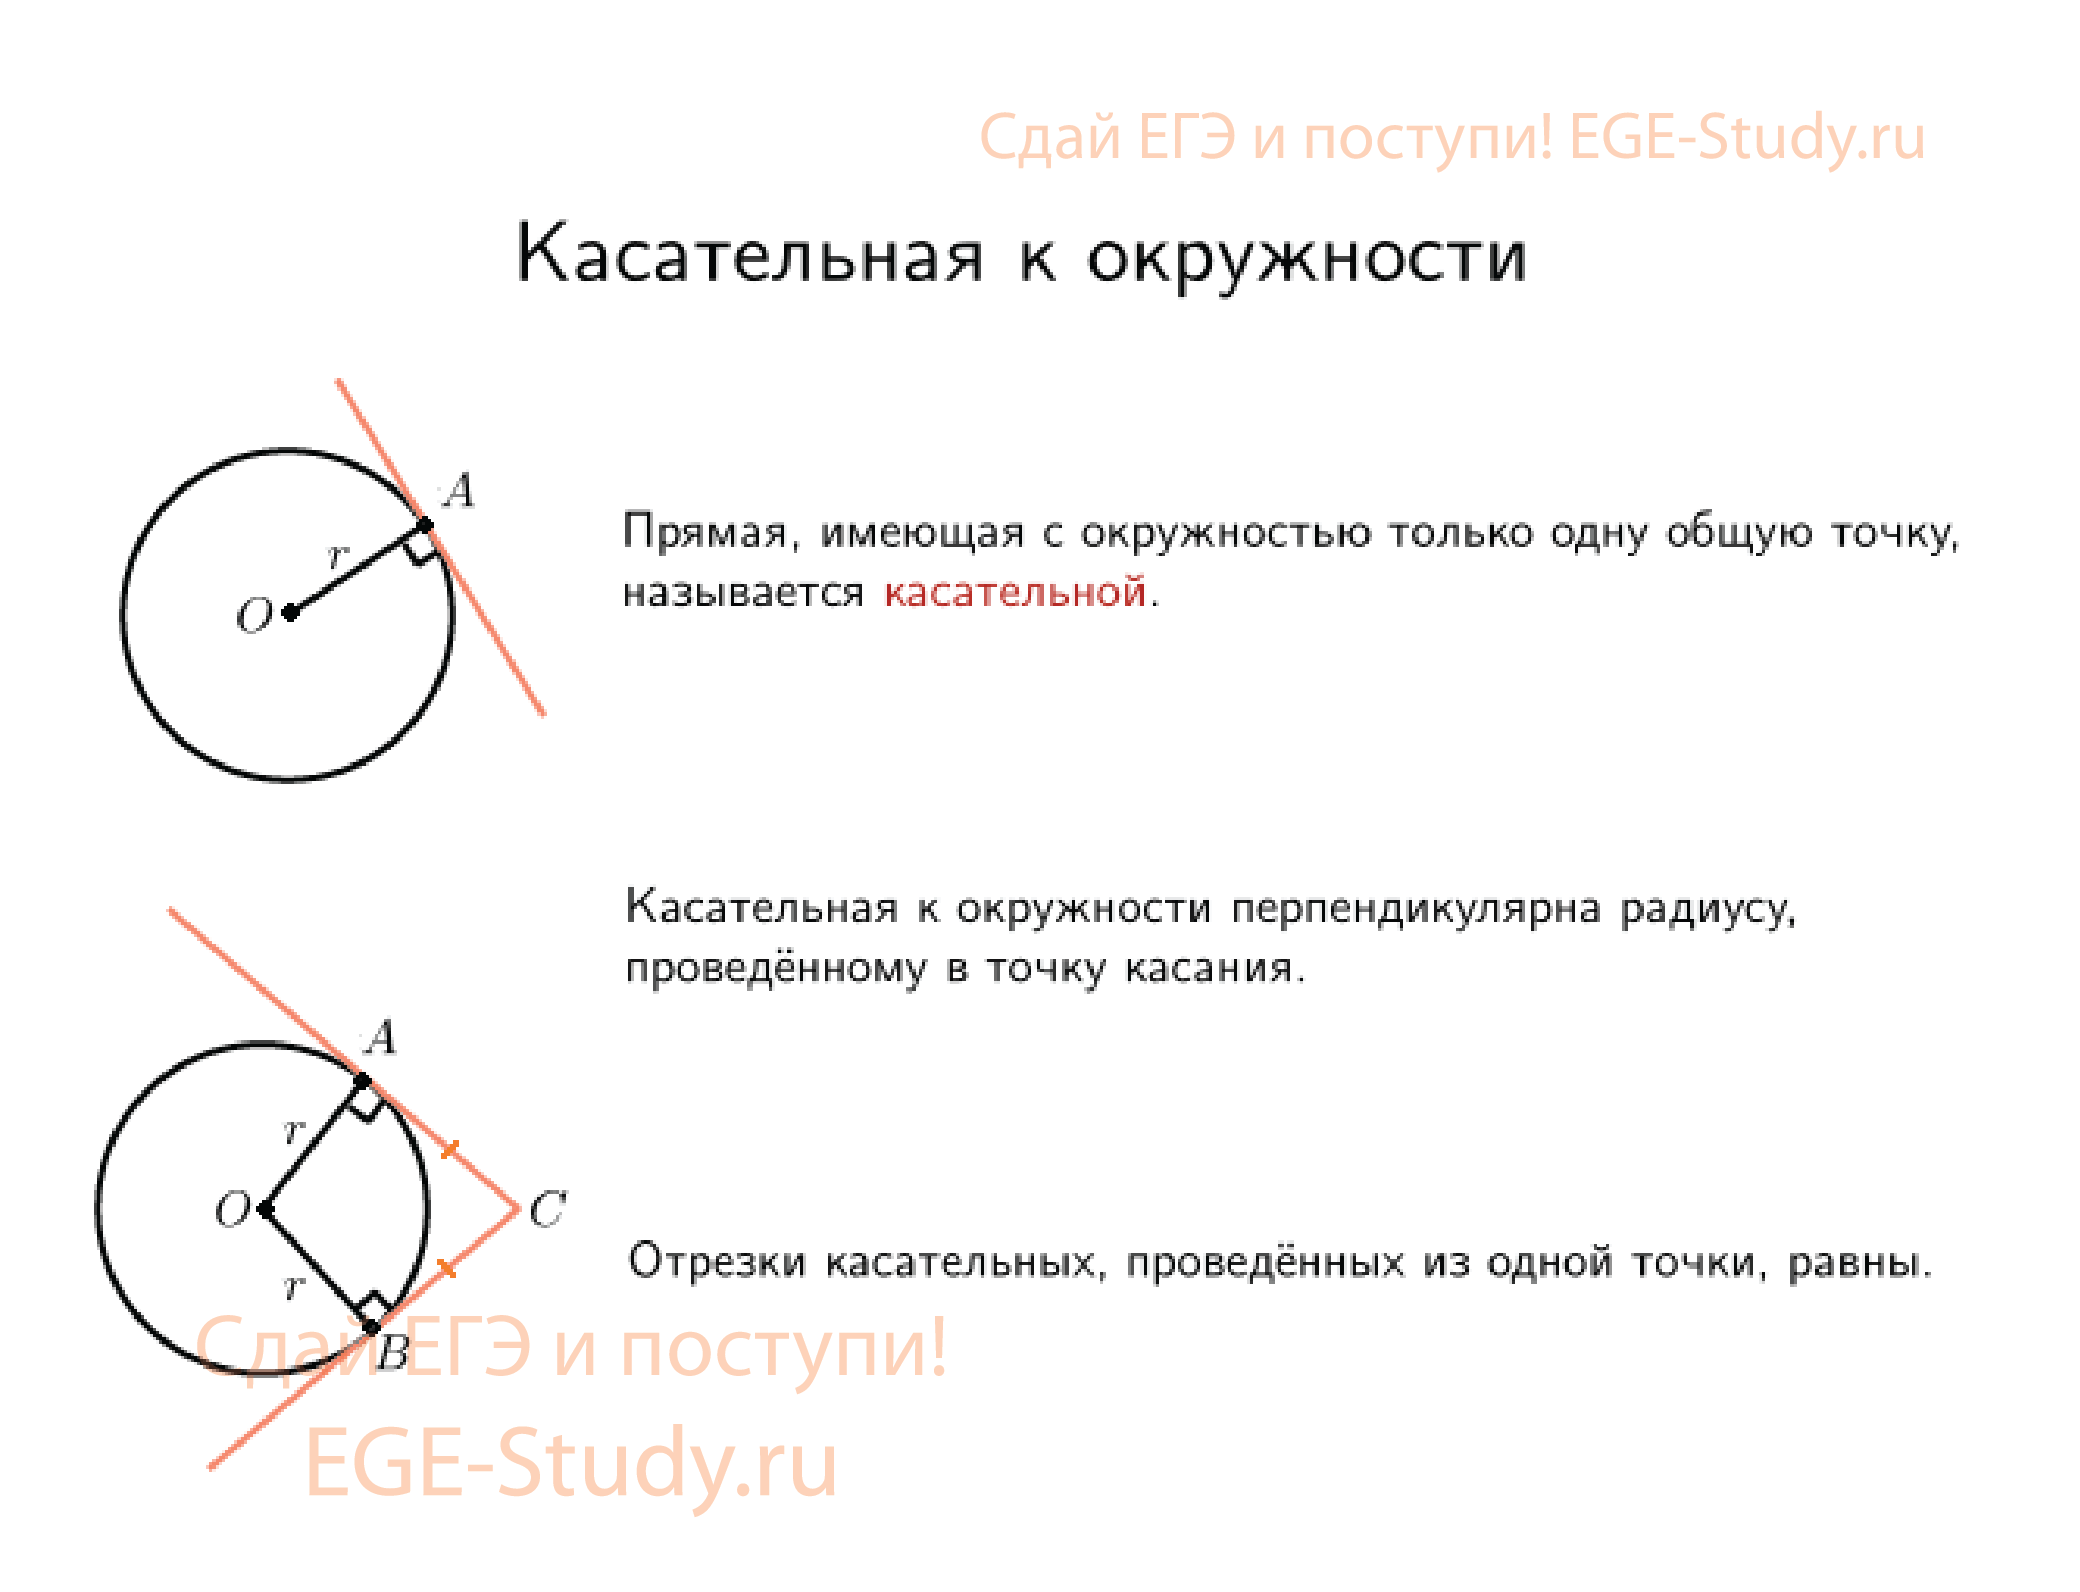 Сдай ЕГЭ и поступи! EGE-Study.ru
Касательная к окружности
A
r
O
Прямая, имеющая с окружностью только одну общую точку,
называется касательной.
Касательная к окружности перпендикулярна радиусу,
проведённому в точку касания.
A
r
O
C
r
B
Отрезки касательных, проведённых из одной точки, равны.
Сдай ЕГЭ и поступи!
EGE-Study.ru